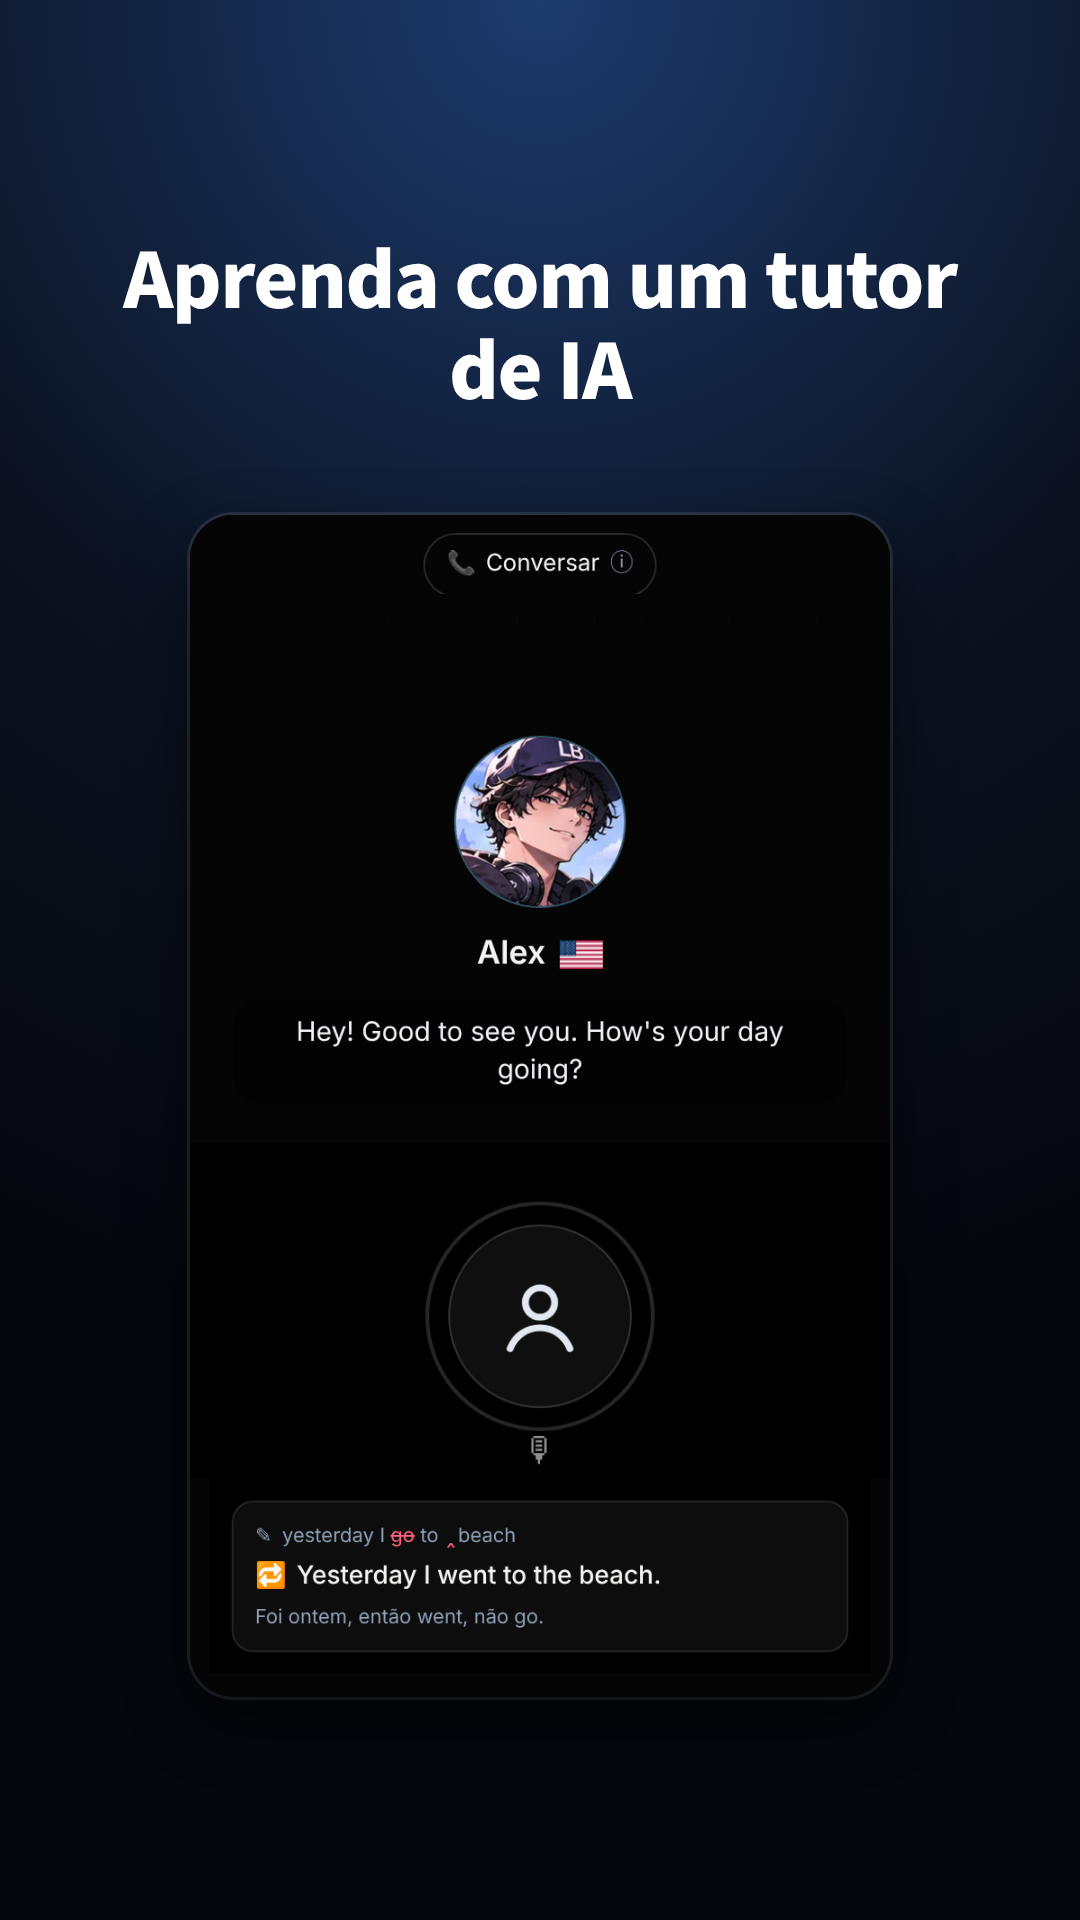 Aprenda com um tutor
de IA
Conversar
LB
Alex
Hey! Good to see you. How's your day
going?
yesterday I go to ‸beach
Yesterday I went to the beach.
Foi ontem, então went, não go.